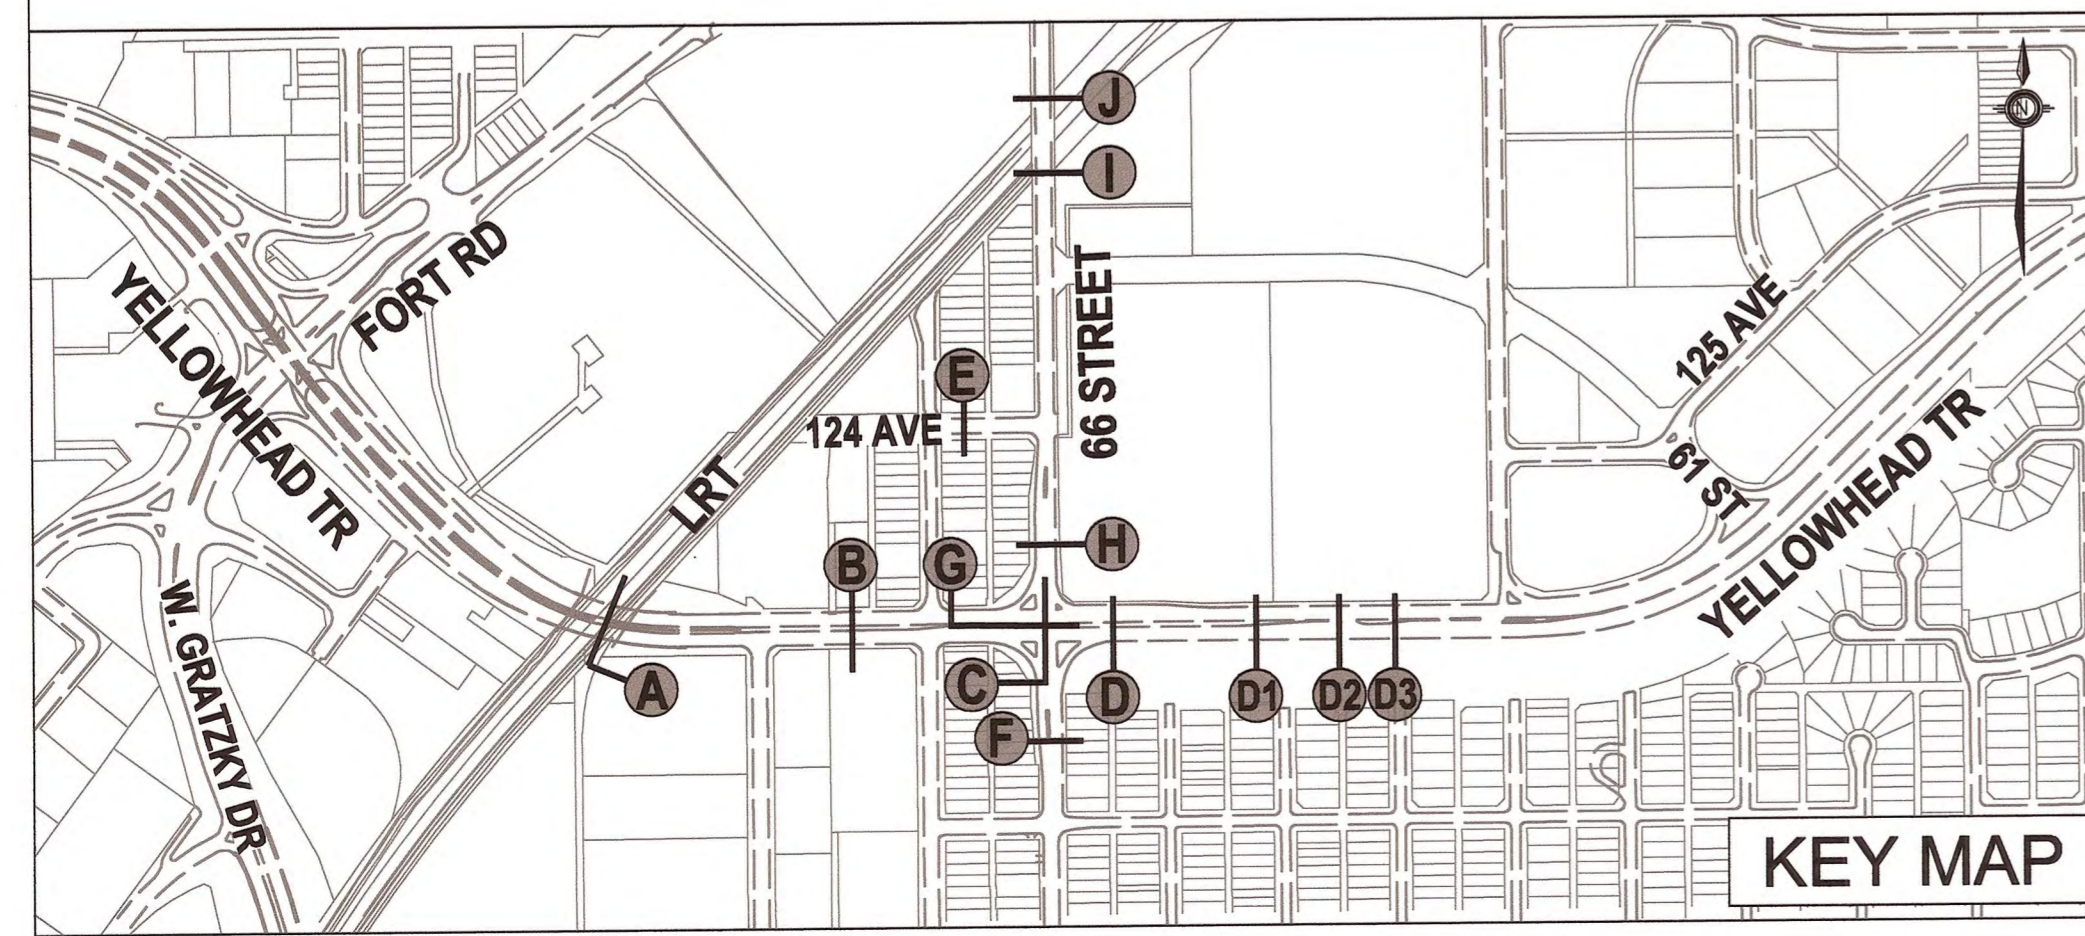 J
N
I
FORT RD
YELLOWHEAD TR
66 STREET
125 AVE
E
124 AVE
LRT
61 ST
YELLOWHEAD TR
H
B
G
W. GRATZKY DR
A
C
D
D1
D2
D3
F
KEY MAP